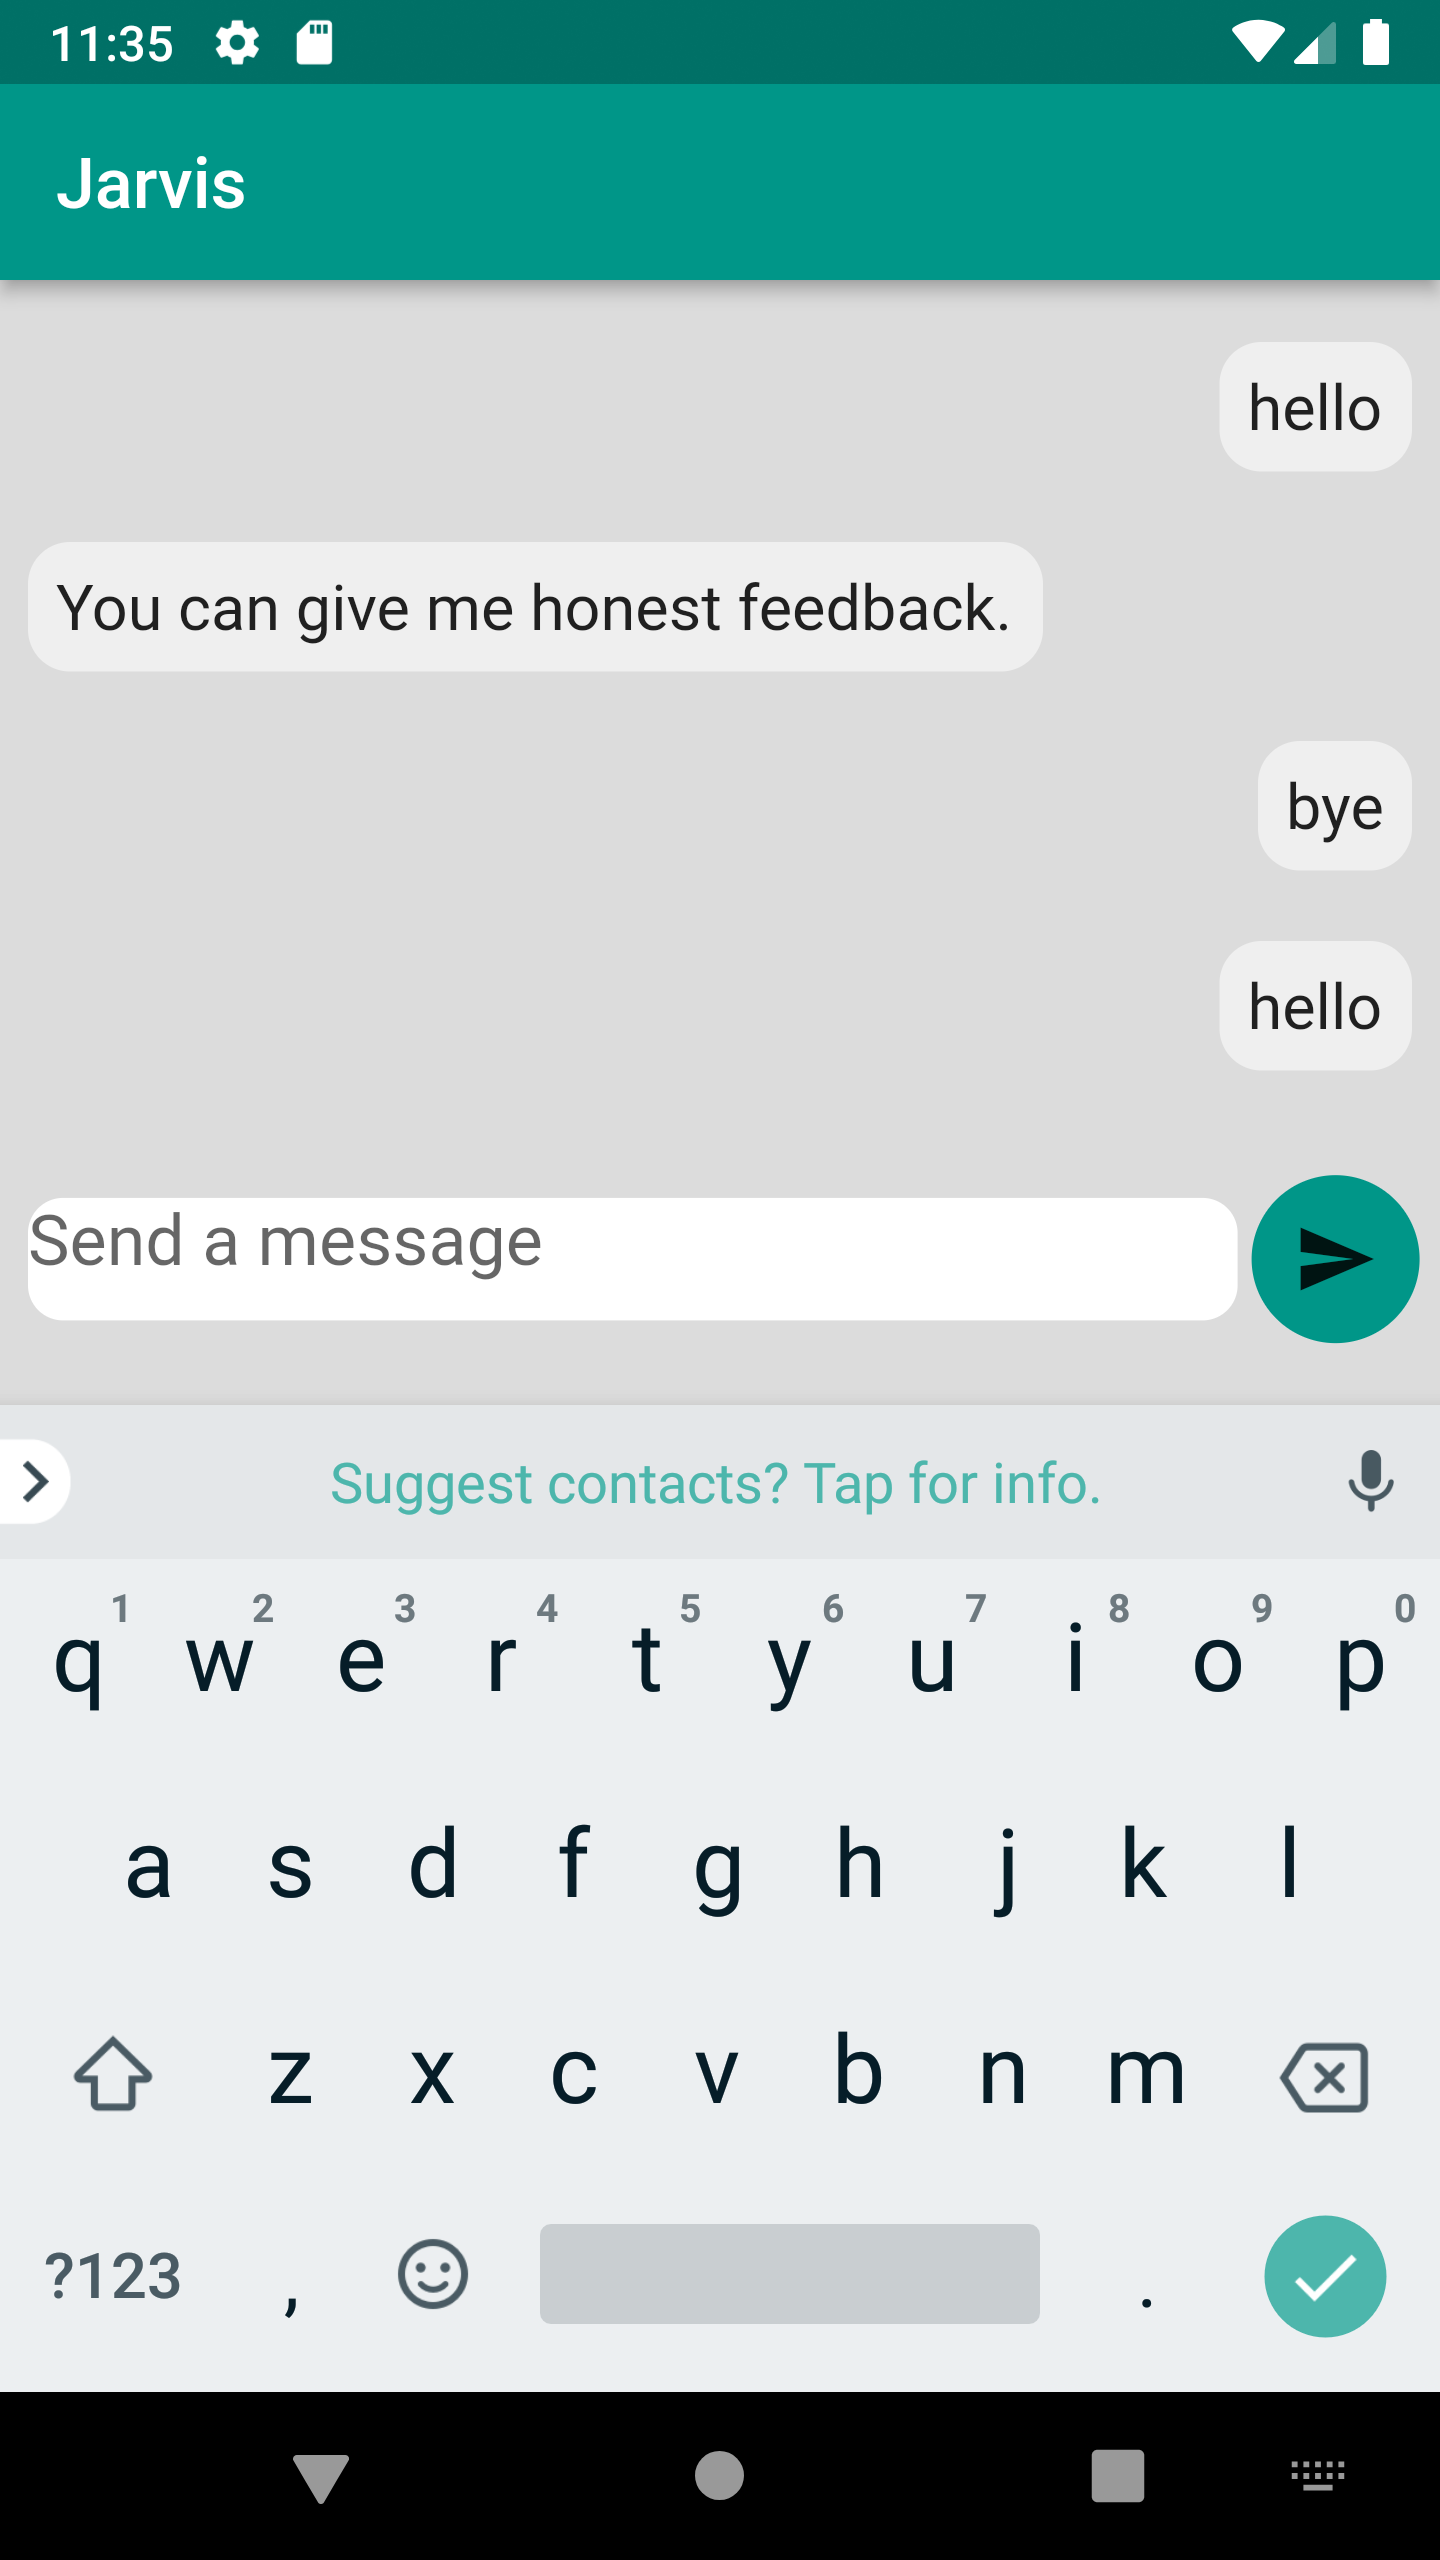 11:35
Jarvis
hello
You can give me honest feedback.
bye
hello
Send a message
Suggest contacts? Tap for info.
1 2 3 4 5 6 7 8 9 0
q w e r t y u i o p
a s d f g h j k l
z x c v b n m
?123 , .